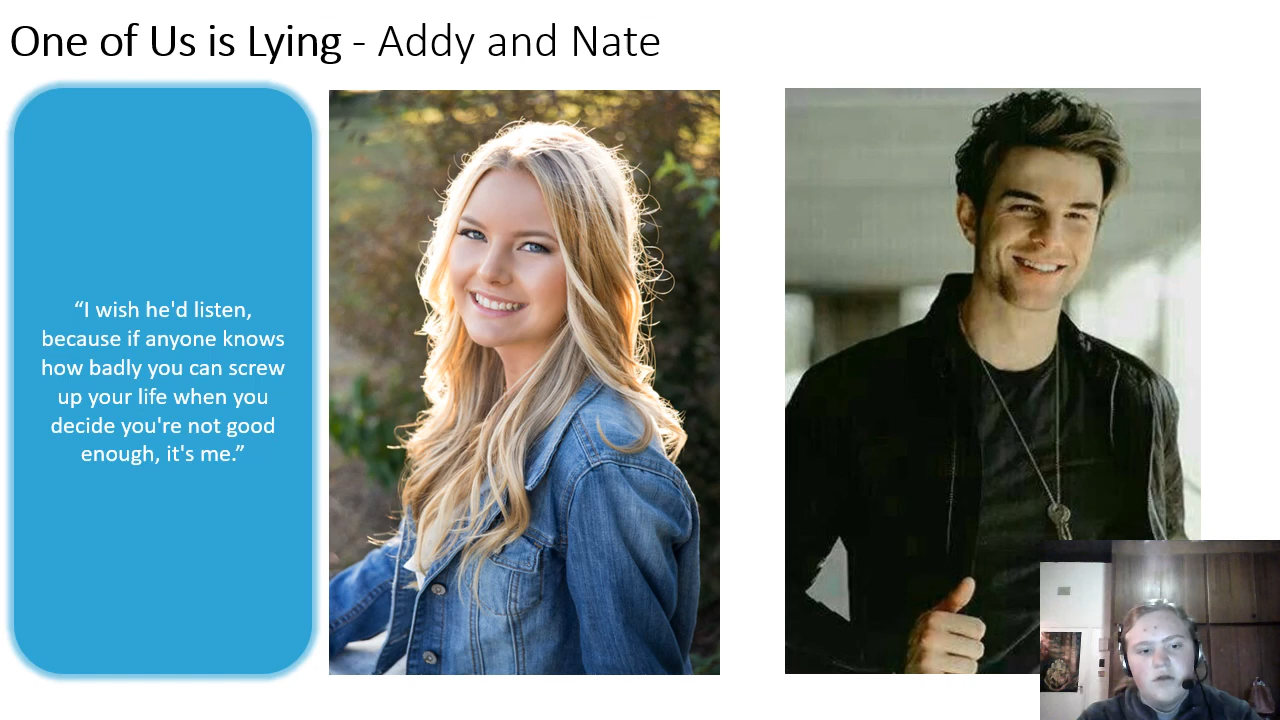 One of Us is Lying - Addy and Nate
“I wish he'd listen,
because if anyone knows
how badly you can screw
up your life when you
decide you're not good
enough, it's me.”